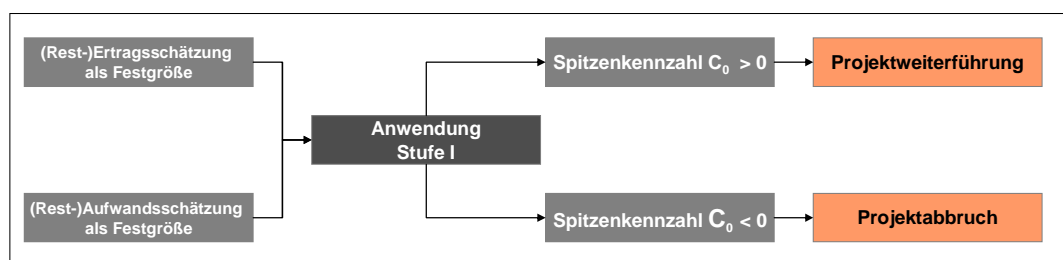 (Rest-)Ertragsschätzung
als Festgröße
Spitzenkennzahl C₀ > 0
Projektweiterführung
Anwendung
Stufe I
(Rest-)Aufwandsschätzung
als Festgröße
Spitzenkennzahl C₀ < 0
Projektabbruch